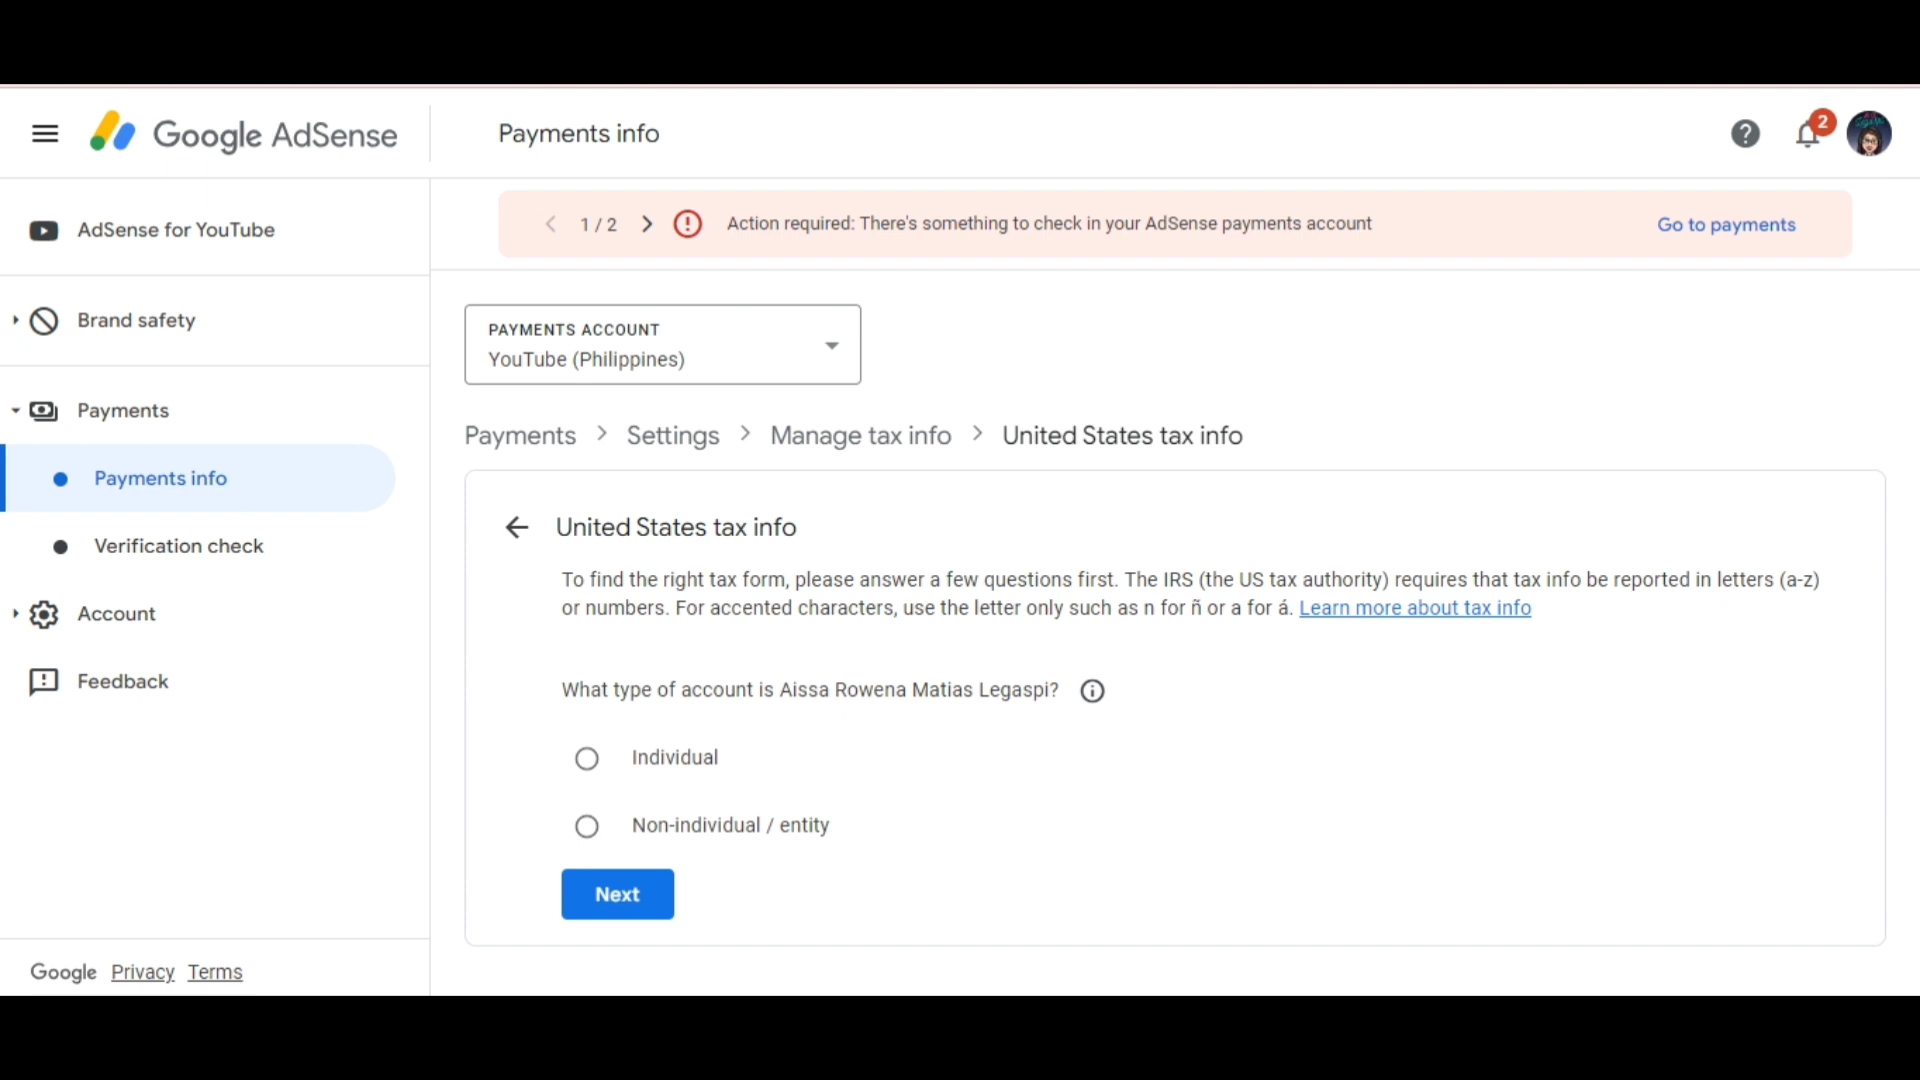 Google AdSense
Payments info
2
AdSense for YouTube
1 / 2
Action required: There's something to check in your AdSense payments account
Go to payments
Brand safety
PAYMENTS ACCOUNT
YouTube (Philippines)
Payments
Payments info
Verification check
Account
Feedback
Payments > Settings > Manage tax info > United States tax info
United States tax info
To find the right tax form, please answer a few questions first. The IRS (the US tax authority) requires that tax info be reported in letters (a-z)
or numbers. For accented characters, use the letter only such as n for ñ or a for á. Learn more about tax info
What type of account is Aissa Rowena Matias Legaspi?
Individual
Non-individual / entity
Next
Google Privacy Terms